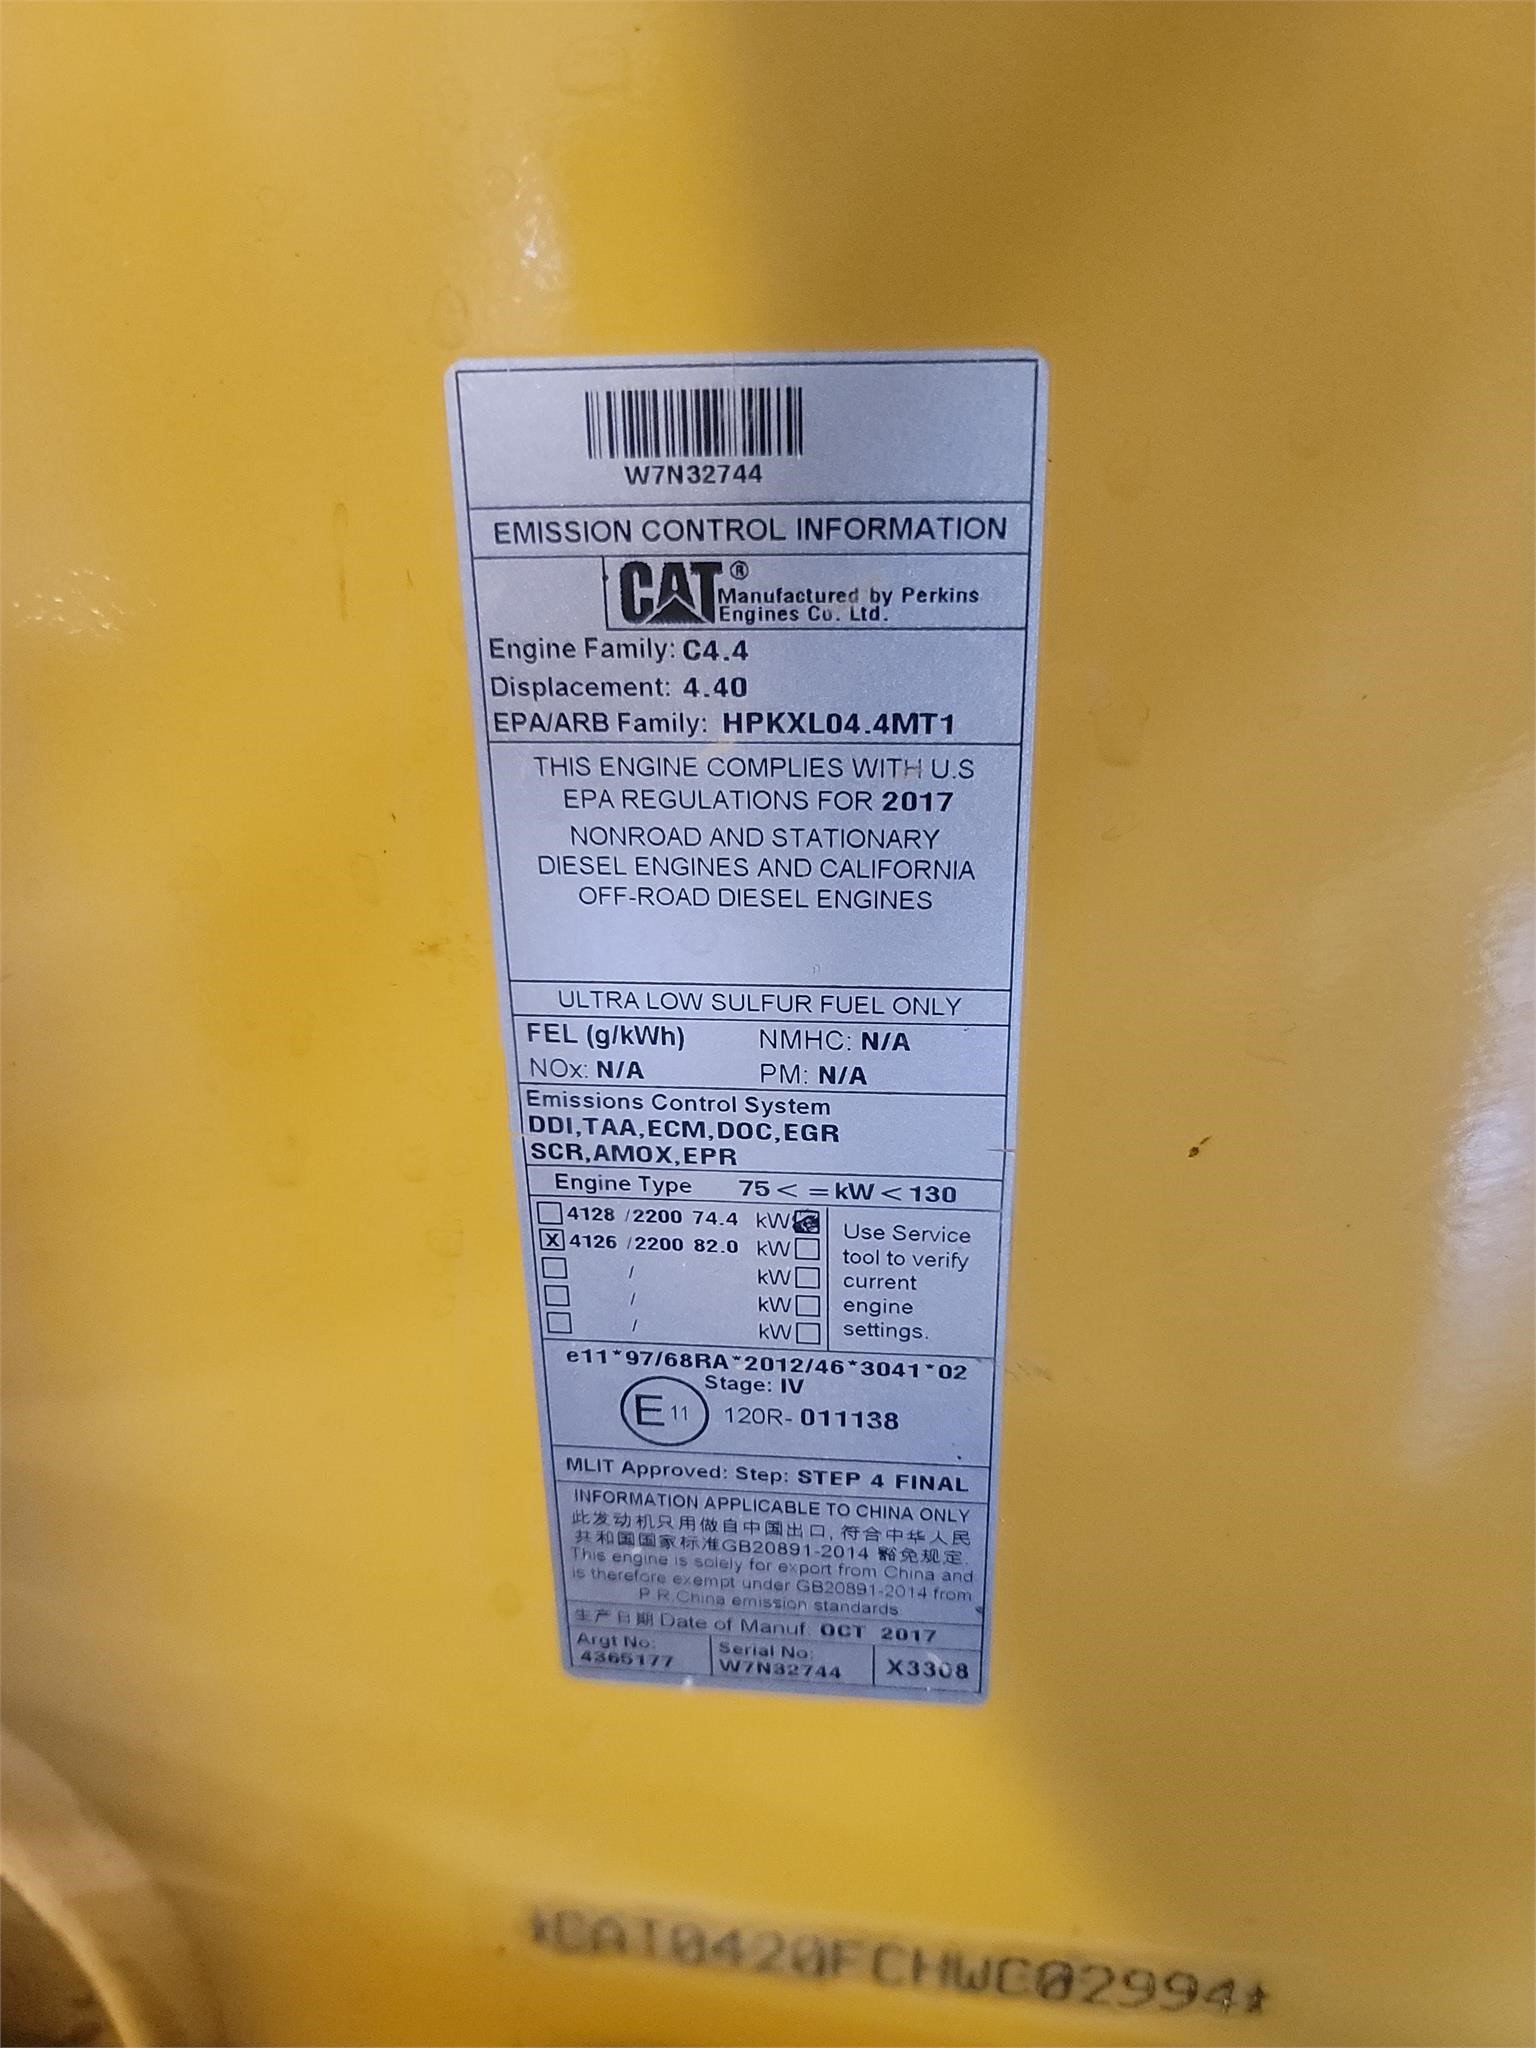 W7N32744
EMISSION CONTROL INFORMATION
CAT®
Manufactured by Perkins
Engines Co. Ltd.
Engine Family: C4.4
Displacement: 4.40
EPA/ARB Family: HPKXL04.4MT1
THIS ENGINE COMPLIES WITH U.S
EPA REGULATIONS FOR 2017
NONROAD AND STATIONARY
DIESEL ENGINES AND CALIFORNIA
OFF-ROAD DIESEL ENGINES
ULTRA LOW SULFUR FUEL ONLY
FEL (g/kWh) NMHC: N/A
NOx: N/A PM: N/A
Emissions Control System
DDI,TAA,ECM,DOC,EGR
SCR,AMOX,EPR
Engine Type 75 < = kW < 130
4128 /2200 74.4 kW
X 4126 /2200 82.0 kW
/ kW
/ kW
/ kW
Use Service
tool to verify
current
engine
settings.
e11*97/68RA*2012/46*3041*02
Stage: IV
E 11 120R- 011138
MLIT Approved: Step: STEP 4 FINAL
INFORMATION APPLICABLE TO CHINA ONLY
此发动机只用做自中国出口, 符合中华人民
共和国国家标准GB20891-2014 豁免规定.
This engine is solely for export from China and
is therefore exempt under GB20891-2014 from
P R.China emission standards
生产日期 Date of Manuf: OCT 2017
Argt No:
4365177
Serial No:
W7N32744
X3308
*CAT0420FCHWC02994*